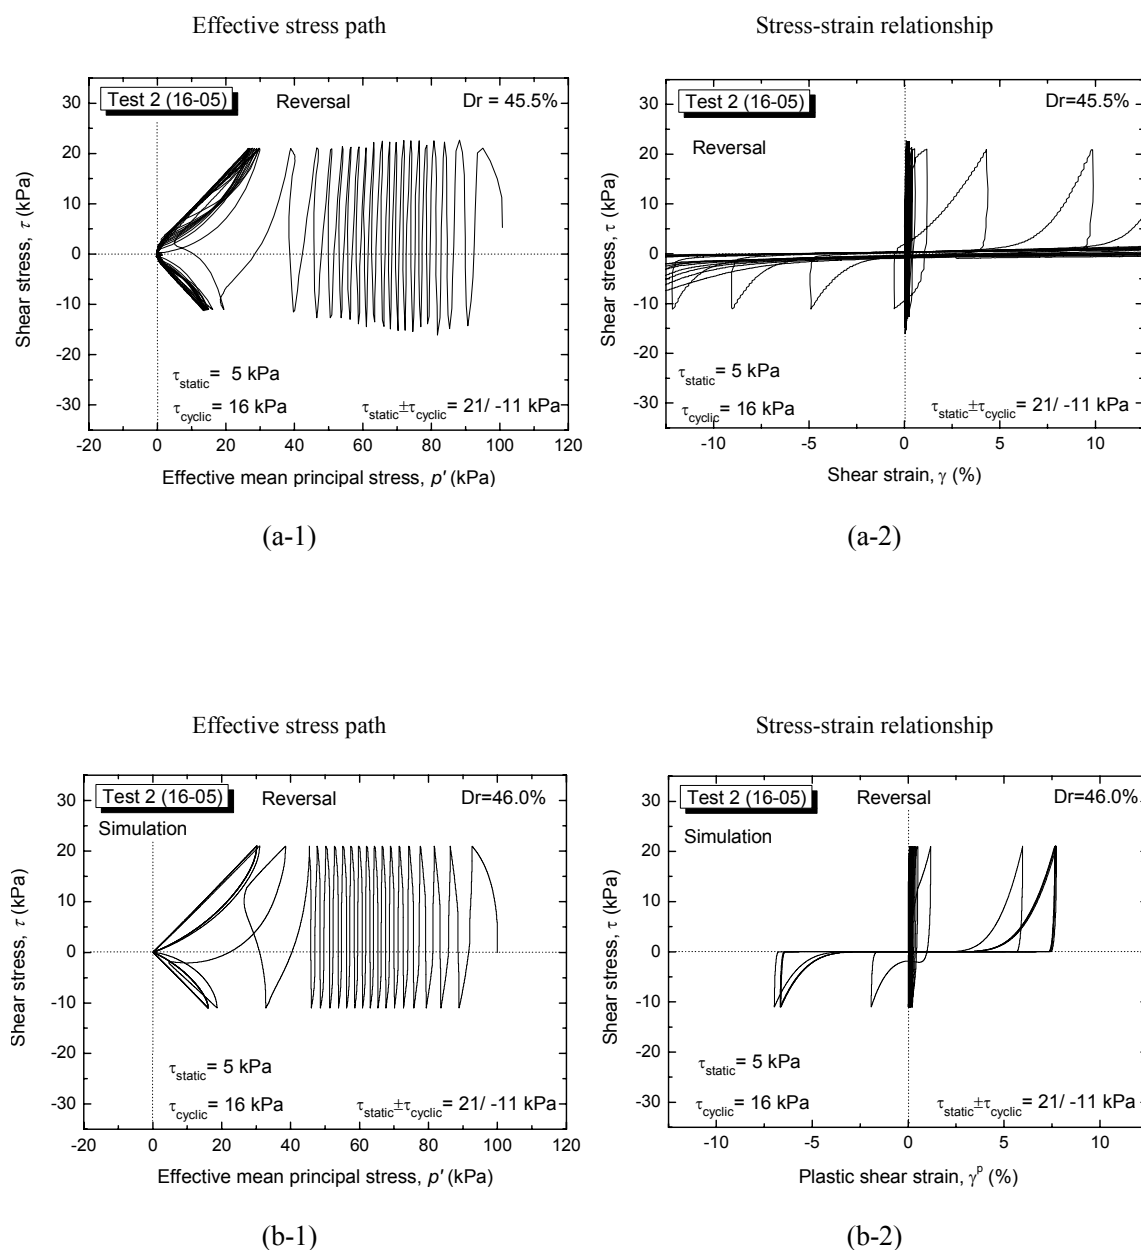 Effective stress path
Stress-strain relationship
Test 2 (16-05)
Reversal
Dr = 45.5%
30
20
10
0
-10
-20
-30
Shear stress, τ (kPa)
τstatic= 5 kPa
τcyclic= 16 kPa
τstatic±τcyclic= 21/ -11 kPa
-20
0
20
40
60
80
100
120
Effective mean principal stress, p' (kPa)
(a-1)
Test 2 (16-05)
Dr=45.5%
Reversal
30
20
10
0
-10
-20
-30
Shear stress, τ (kPa)
τstatic= 5 kPa
τcyclic= 16 kPa
τstatic±τcyclic= 21/ -11 kPa
-10
-5
0
5
10
Shear strain, γ (%)
(a-2)
Effective stress path
Stress-strain relationship
Test 2 (16-05)
Reversal
Dr=46.0%
Simulation
30
20
10
0
-10
-20
-30
Shear stress, τ (kPa)
τstatic= 5 kPa
τcyclic= 16 kPa
τstatic±τcyclic= 21/ -11 kPa
-20
0
20
40
60
80
100
120
Effective mean principal stress, p' (kPa)
(b-1)
Test 2 (16-05)
Reversal
Dr=46.0%
Simulation
30
20
10
0
-10
-20
-30
Shear stress, τ (kPa)
τstatic= 5 kPa
τcyclic= 16 kPa
τstatic±τcyclic= 21/ -11 kPa
-10
-5
0
5
10
Plastic shear strain, γᵖ (%)
(b-2)